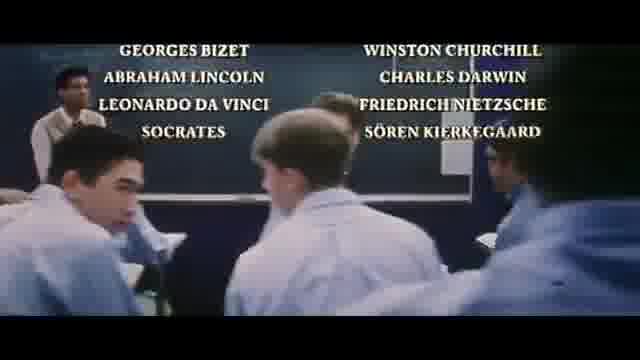 GEORGES BIZET WINSTON CHURCHILL
ABRAHAM LINCOLN CHARLES DARWIN
LEONARDO DA VINCI FRIEDRICH NIETZSCHE
SOCRATES SÖREN KIERKEGAARD